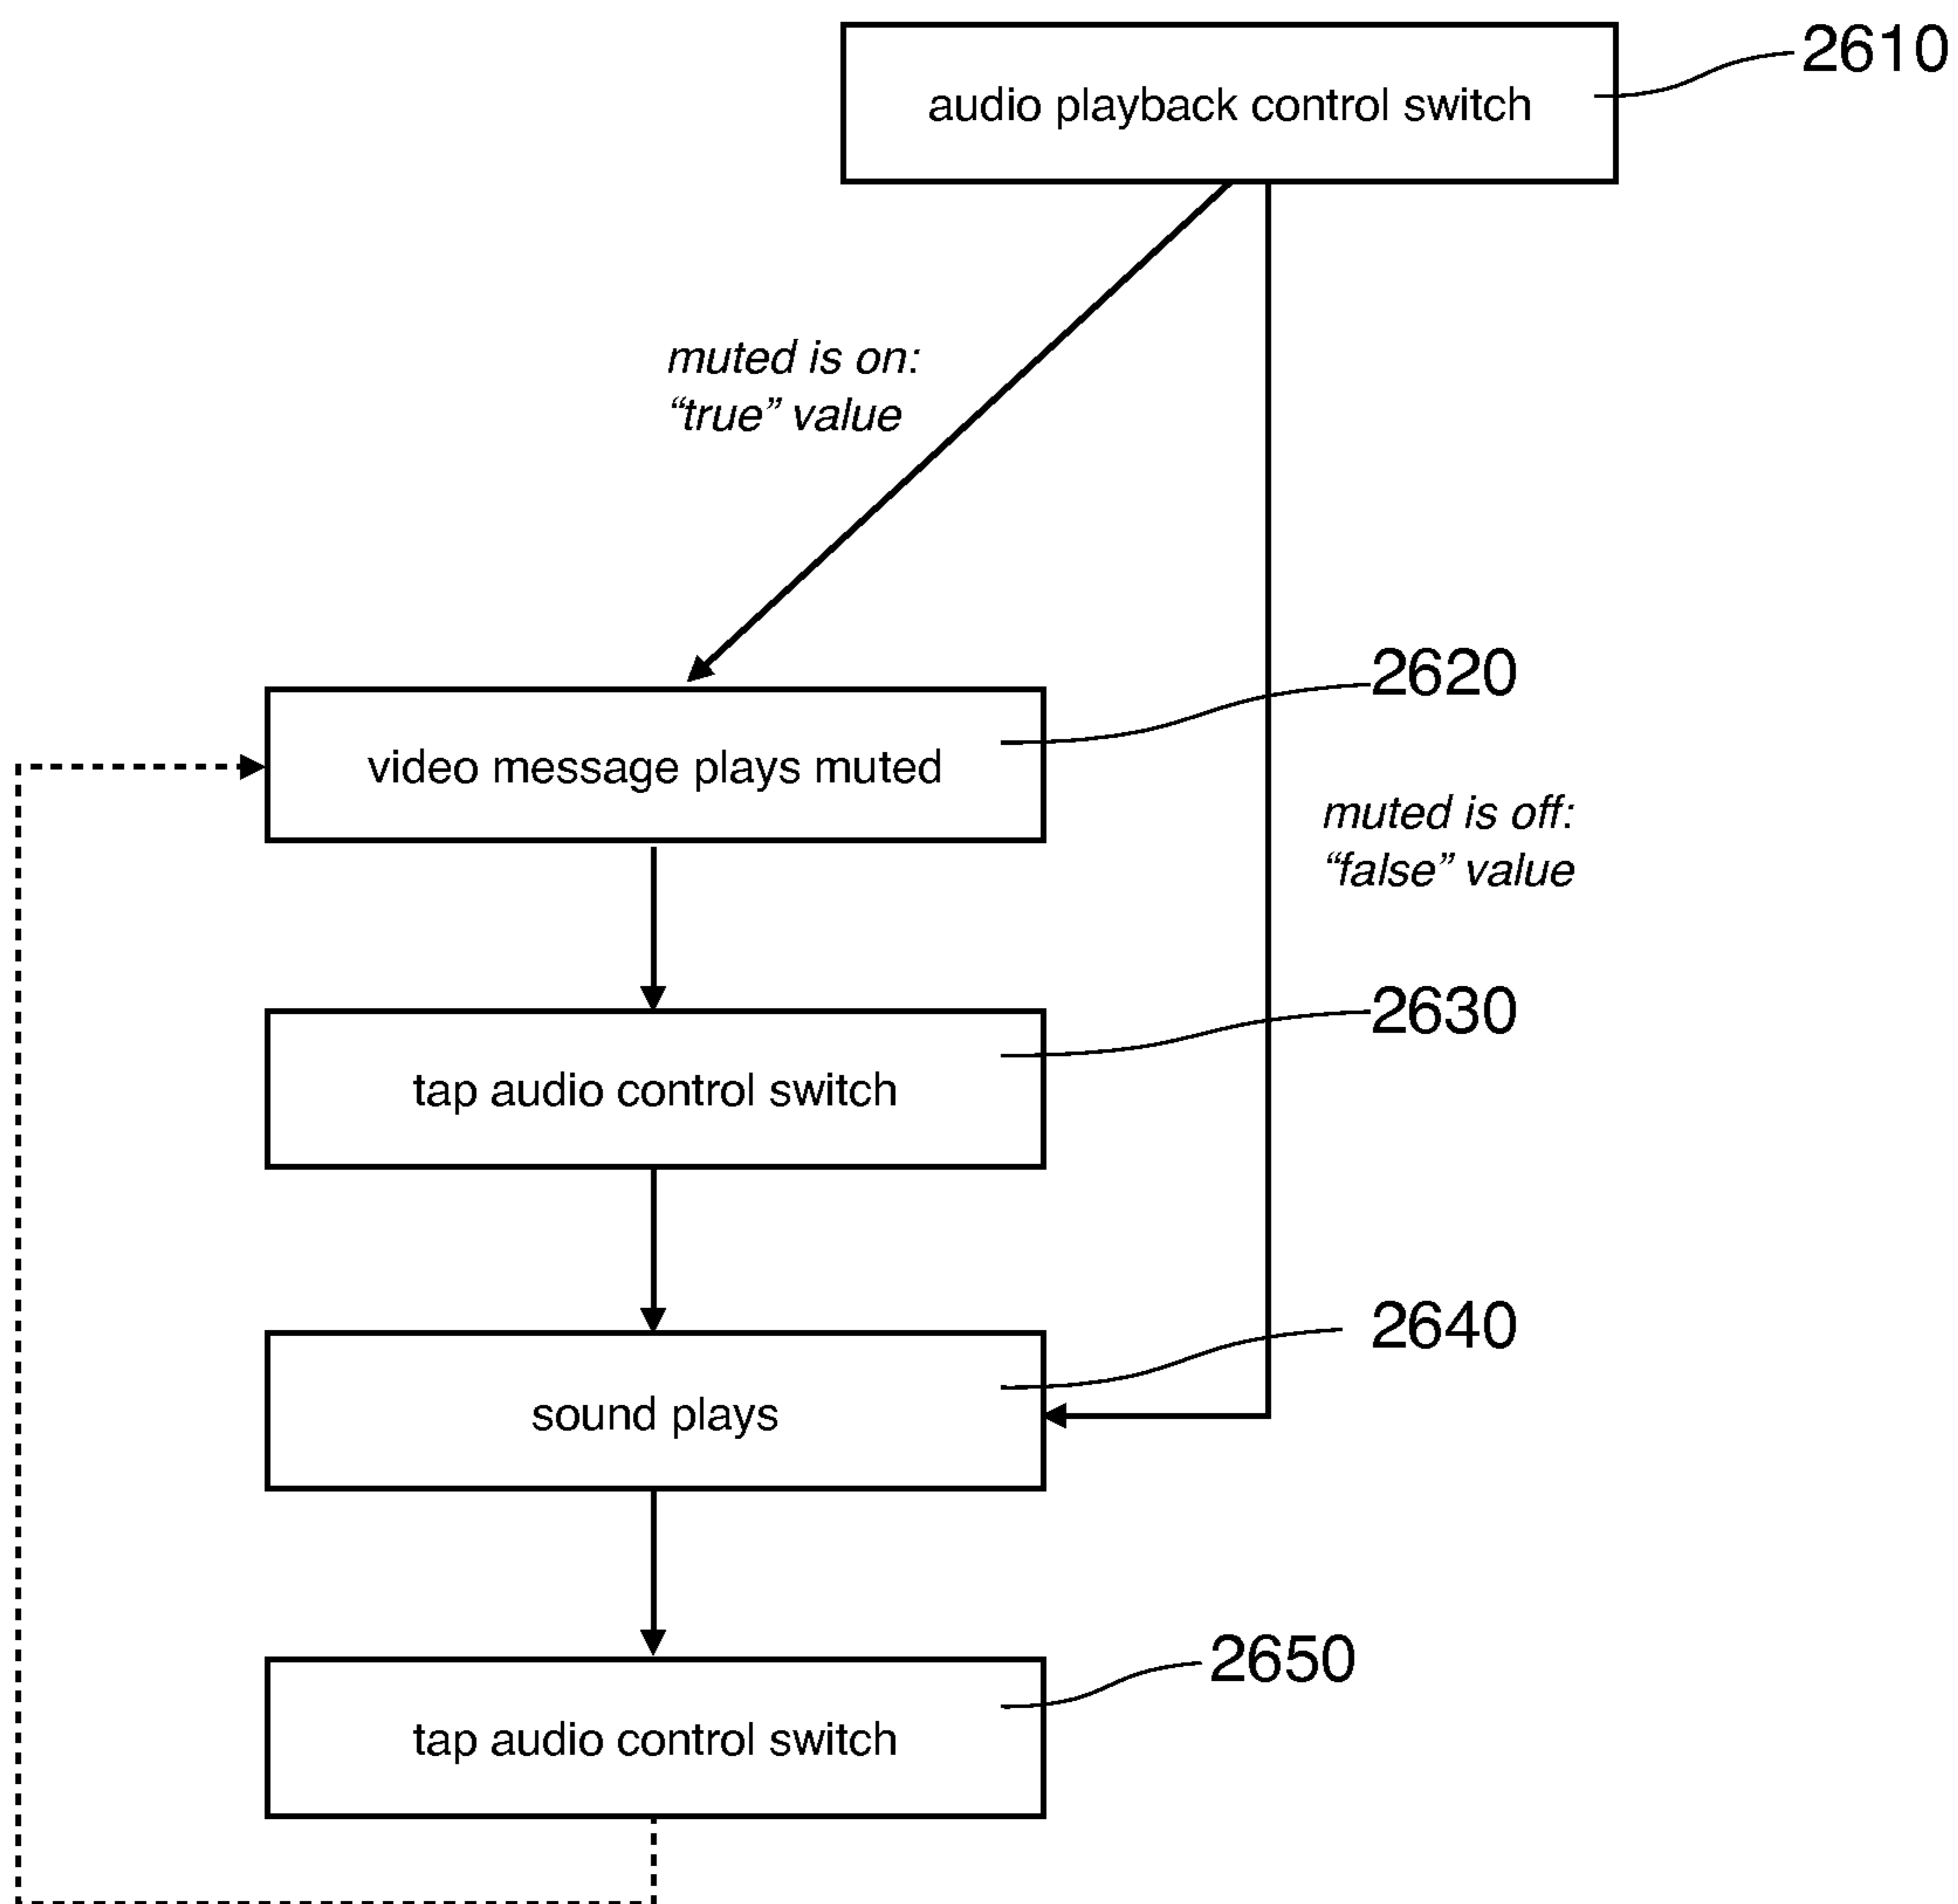 audio playback control switch
2610
muted is on:
“true” value
2620
video message plays muted
muted is off:
“false” value
2630
tap audio control switch
2640
sound plays
2650
tap audio control switch